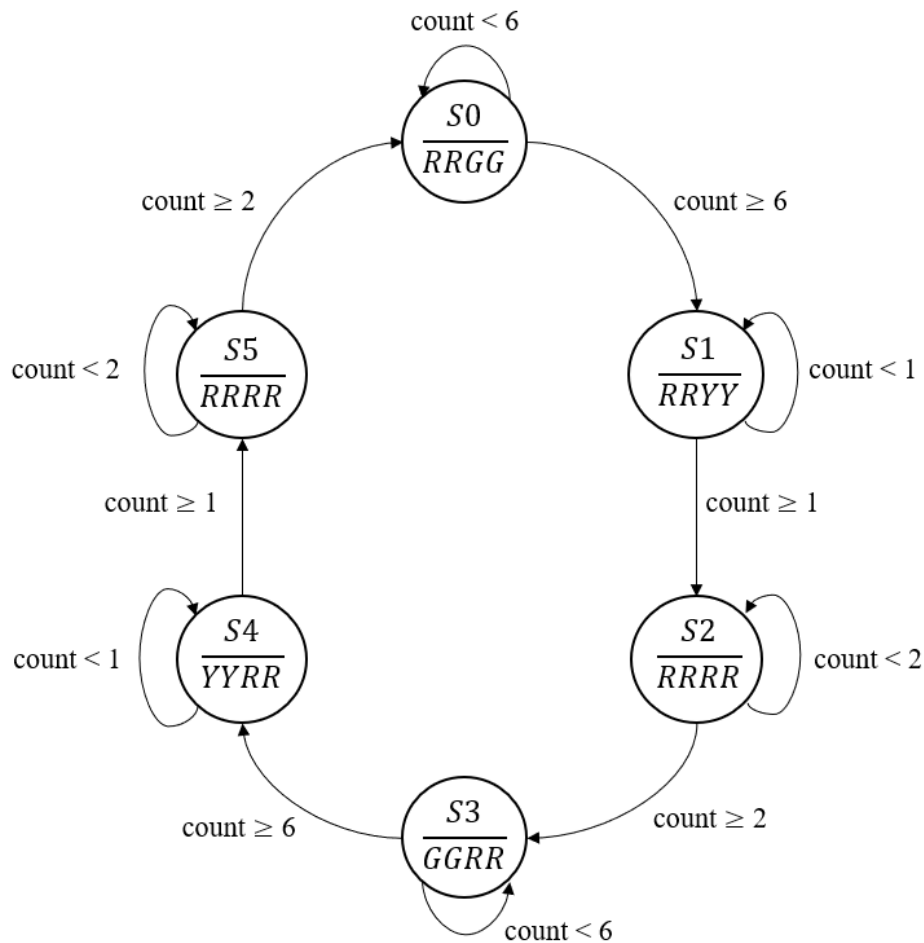 count < 6
S0
RRGG
count ≥ 2
count ≥ 6
S5
RRRR
count < 2
S1
RRYY
count < 1
count ≥ 1
count ≥ 1
S4
YYRR
count < 1
S2
RRRR
count < 2
count ≥ 6
S3
GGRR
count ≥ 2
count < 6